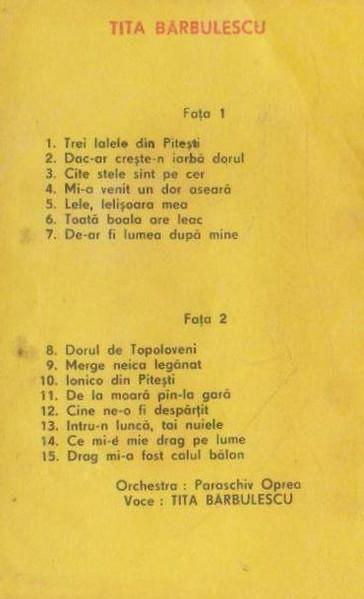 TITA BĂRBULESCU
Fața 1
1. Trei lalele din Pitești
2. Dac-ar crește-n iarbă dorul
3. Cite stele sint pe cer
4. Mi-a venit un dor aseară
5. Lele, lelișoara mea
6. Toată boala are leac
7. De-ar fi lumea după mine
Fața 2
8. Dorul de Topoloveni
9. Merge neica legănat
10. Ionico din Pitești
11. De la moară pin-la gară
12. Cine ne-o fi despărțit
13. Intru-n luncă, tai nuiele
14. Ce mi-é mie drag pe lume
15. Drag mi-a fost calul bălan
Orchestra : Paraschiv Oprea
Voce : TITA BĂRBULESCU